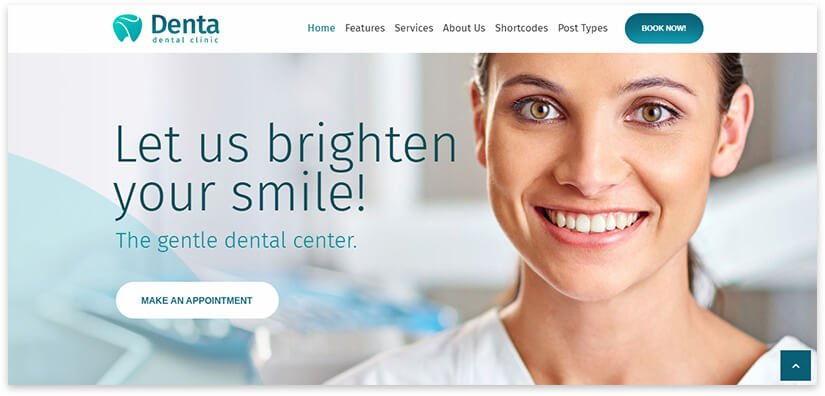 Denta
dental clinic
Home Features Services About Us Shortcodes Post Types BOOK NOW!
Let us brighten
your smile!
The gentle dental center.
MAKE AN APPOINTMENT